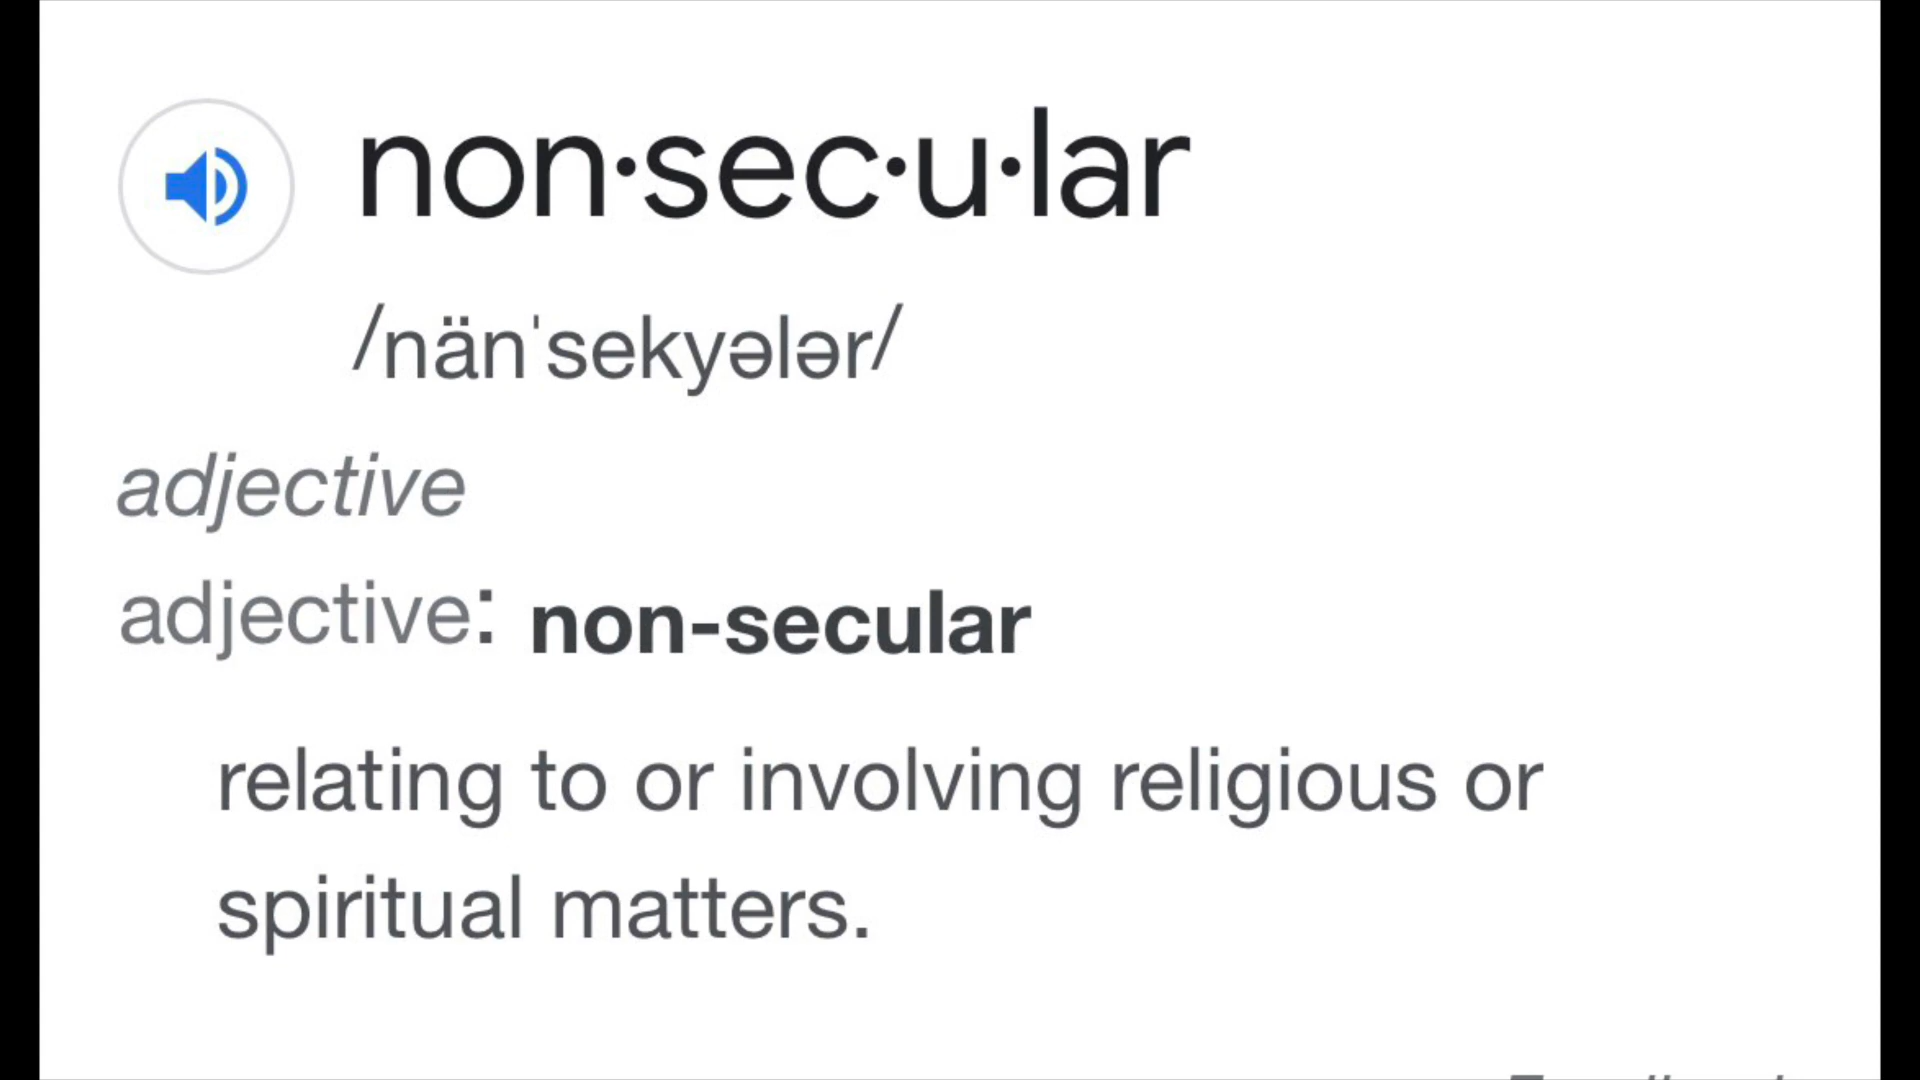 non·sec·u·lar
/nänˈsekyələr/
adjective
adjective: non-secular
relating to or involving religious or
spiritual matters.